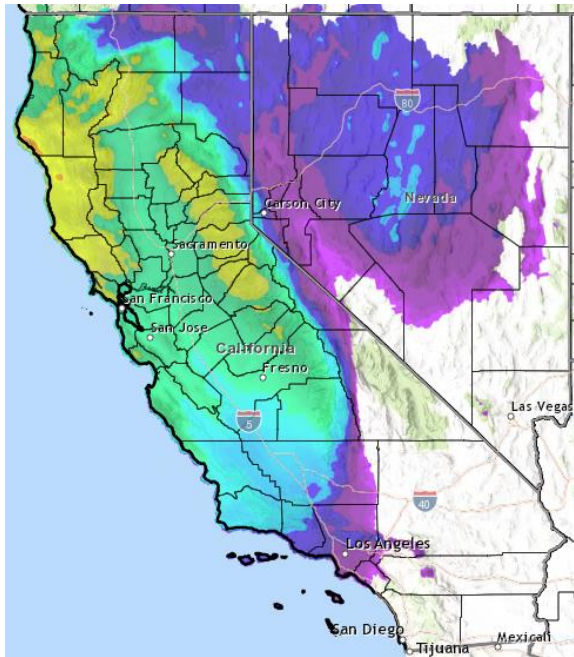 80
Nevada
Carson City
Sacramento
San Francisco
San Jose
California
Fresno
5
Las Vegas
40
Los Angeles
San Diego
Tijuana
Mexicali